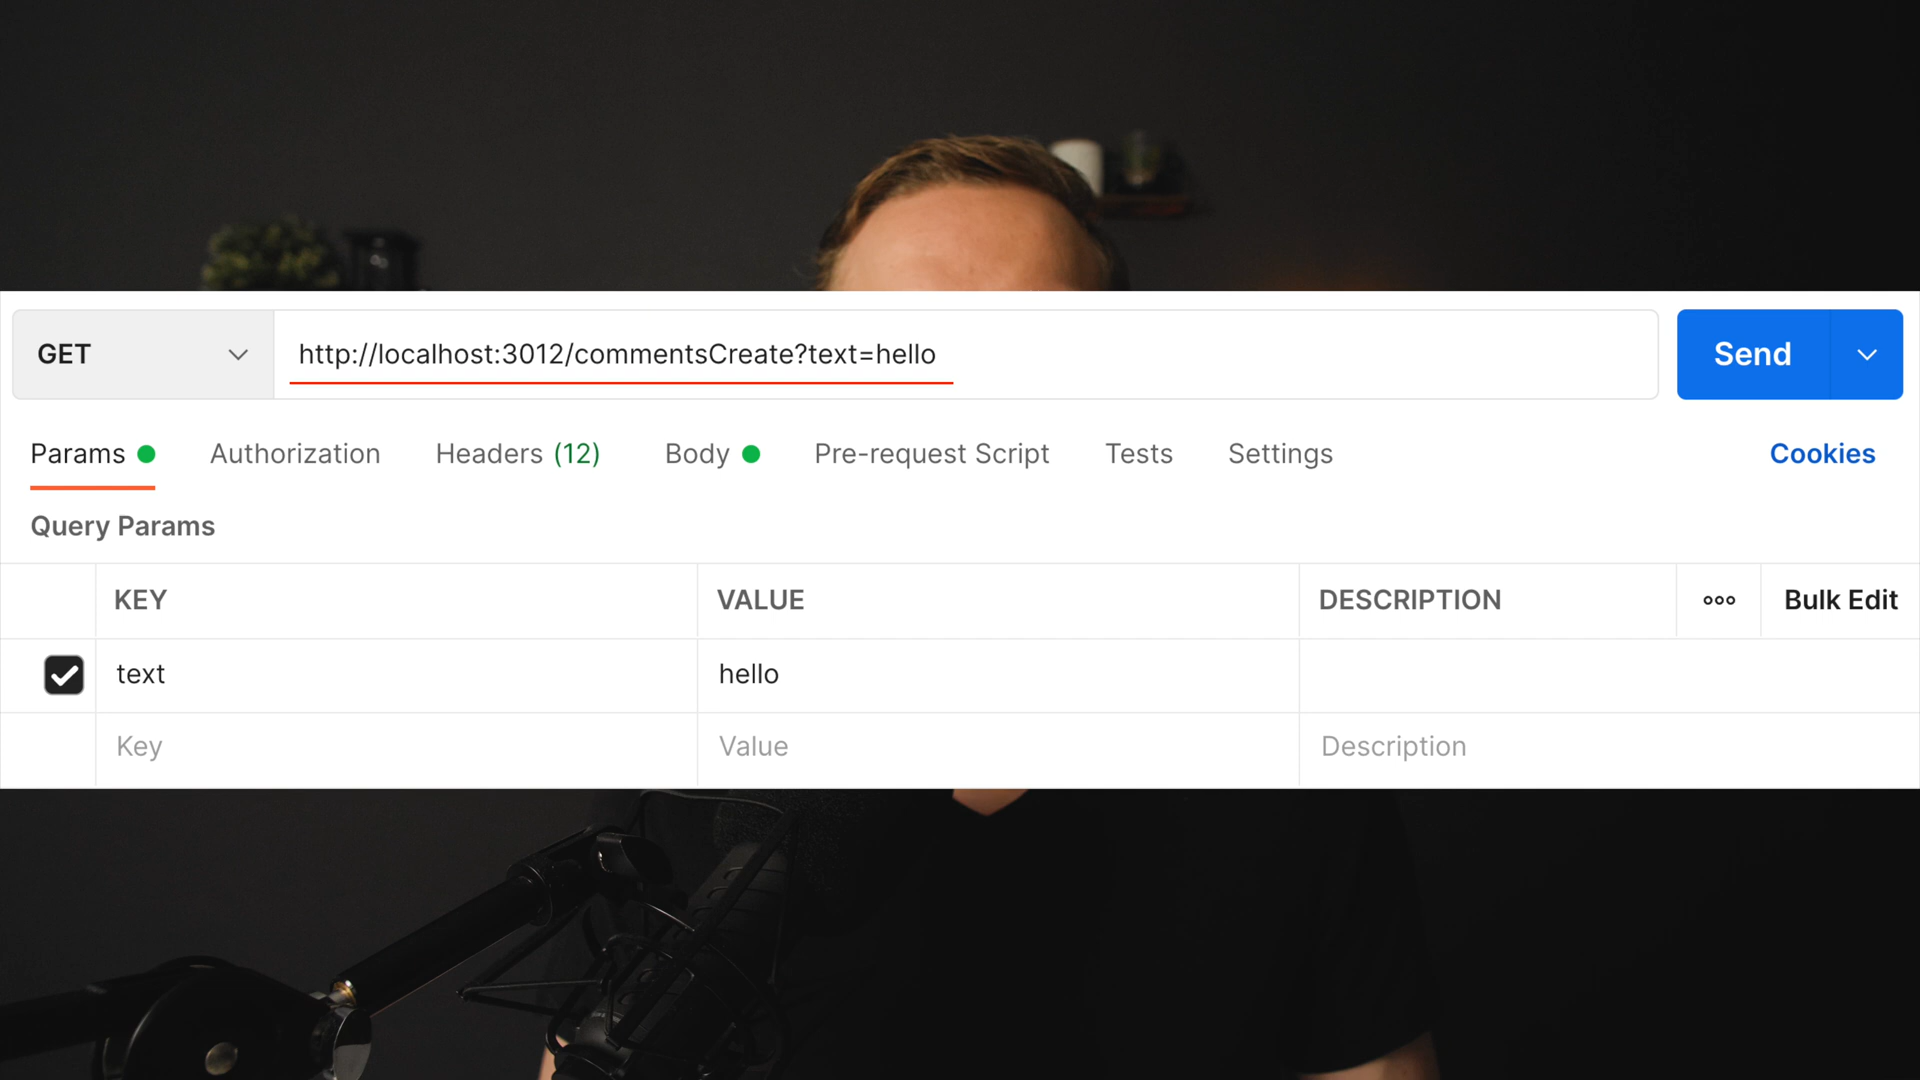 GET http://localhost:3012/commentsCreate?text=hello Send
Params Authorization Headers (12) Body Pre-request Script Tests Settings Cookies
Query Params
KEY VALUE DESCRIPTION Bulk Edit
text hello
Key Value Description